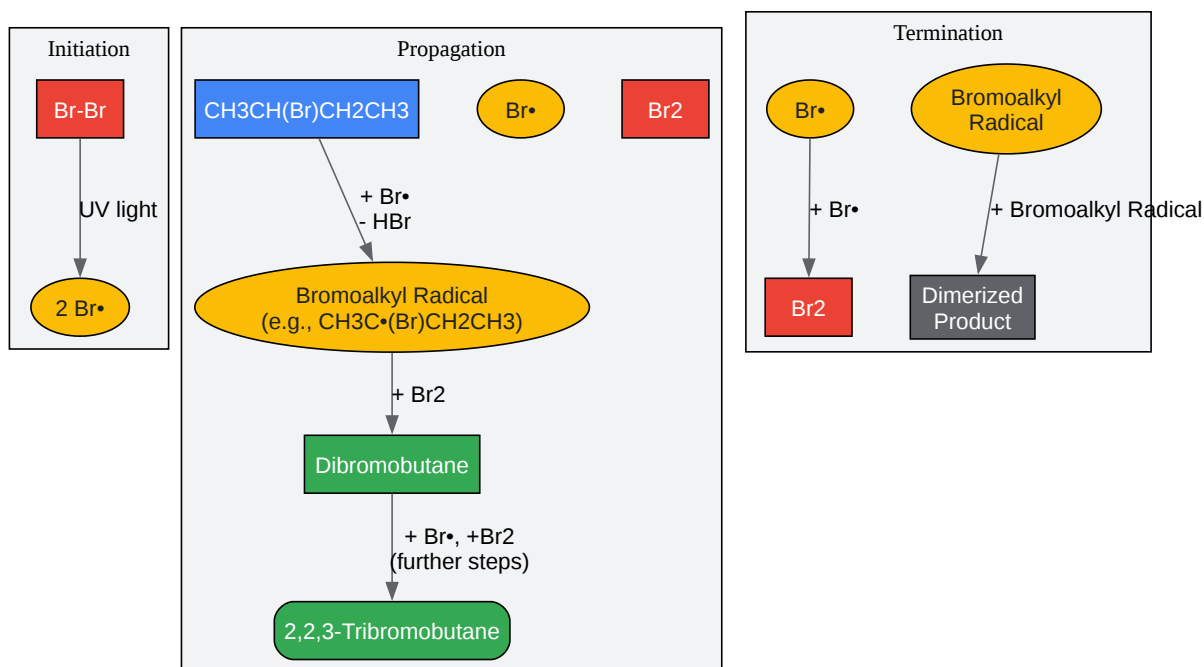 Initiation
Br-Br
UV light
2 Br•
Propagation
CH3CH(Br)CH2CH3
Br•
Br2
+ Br•
- HBr
Bromoalkyl Radical
(e.g., CH3C•(Br)CH2CH3)
+ Br2
Dibromobutane
+ Br•, +Br2
(further steps)
2,2,3-Tribromobutane
Termination
Br•
Bromoalkyl
Radical
+ Br•
+ Bromoalkyl Radical
Br2
Dimerized
Product